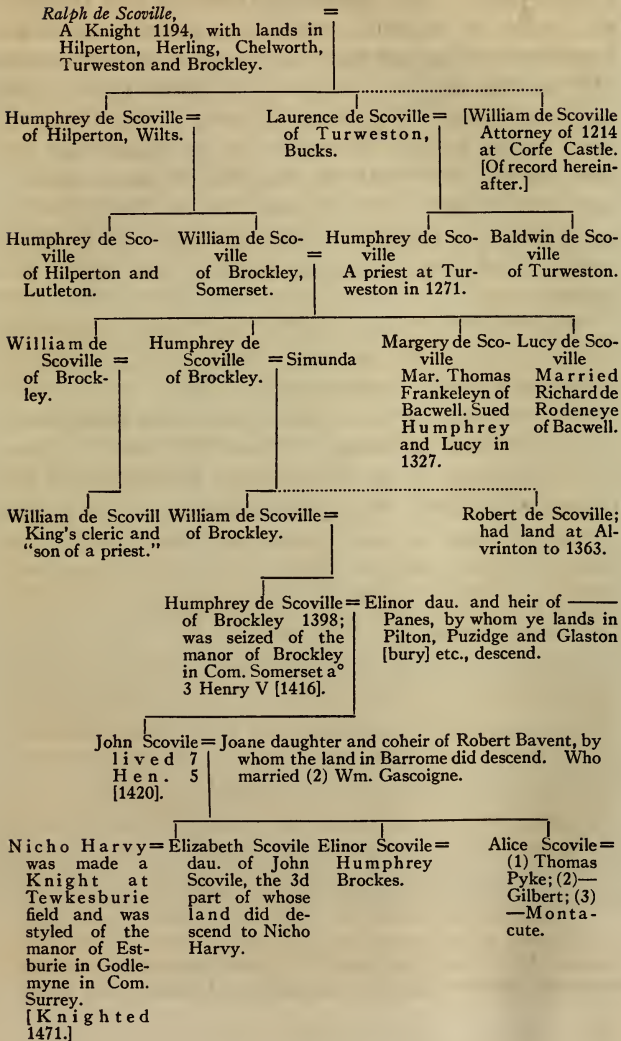 Ralph de Scoville, =
A Knight 1194, with lands in
Hilperton, Herling, Chelworth,
Turweston and Brockley.
Humphrey de Scoville =
of Hilperton, Wilts.
Laurence de Scoville =
of Turweston,
Bucks.
[William de Scoville
Attorney of 1214
at Corfe Castle.
[Of record herein-
after.]
Humphrey de Sco-
ville
of Hilperton and
Lutleton.
William de Sco-
ville =
of Brockley,
Somerset.
Humphrey de Sco-
ville
A priest at Tur-
weston in 1271.
Baldwin de Sco-
ville
of Turweston.
William de
Scoville =
of Brock-
ley.
Humphrey de
Scoville = Simunda
of Brockley.
Margery de Sco-
ville
Mar. Thomas
Frankeleyn of
Bacwell. Sued
Humphrey
and Lucy in
1327.
Lucy de Sco-
ville
Married
Richard de
Rodeneye
of Bacwell.
William de Scovill
King's cleric and
"son of a priest."
William de Scoville =
of Brockley.
Robert de Scoville;
had land at Al-
vrinton to 1363.
Humphrey de Scoville = Elinor dau. and heir of ——
of Brockley 1398;
was seized of the
manor of Brockley
in Com. Somerset a°
3 Henry V [1416].
Panes, by whom ye lands in
Pilton, Puzidge and Glaston
[bury] etc., descend.
John Scovile = Joane daughter and coheir of Robert Bavent, by
lived 7
Hen. 5
[1420].
whom the land in Barrome did descend. Who
married (2) Wm. Gascoigne.
Nicho Harvy =
was made a
Knight at
Tewkesburie
field and was
styled of the
manor of Est-
burie in Godle-
myne in Com.
Surrey.
[Knighted
1471.]
Elizabeth Scovile
dau. of John
Scovile, the 3d
part of whose
land did de-
scend to Nicho
Harvy.
Elinor Scovile =
Humphrey
Brockes.
Alice Scovile =
(1) Thomas
Pyke; (2)—
Gilbert; (3)
—Monta-
cute.